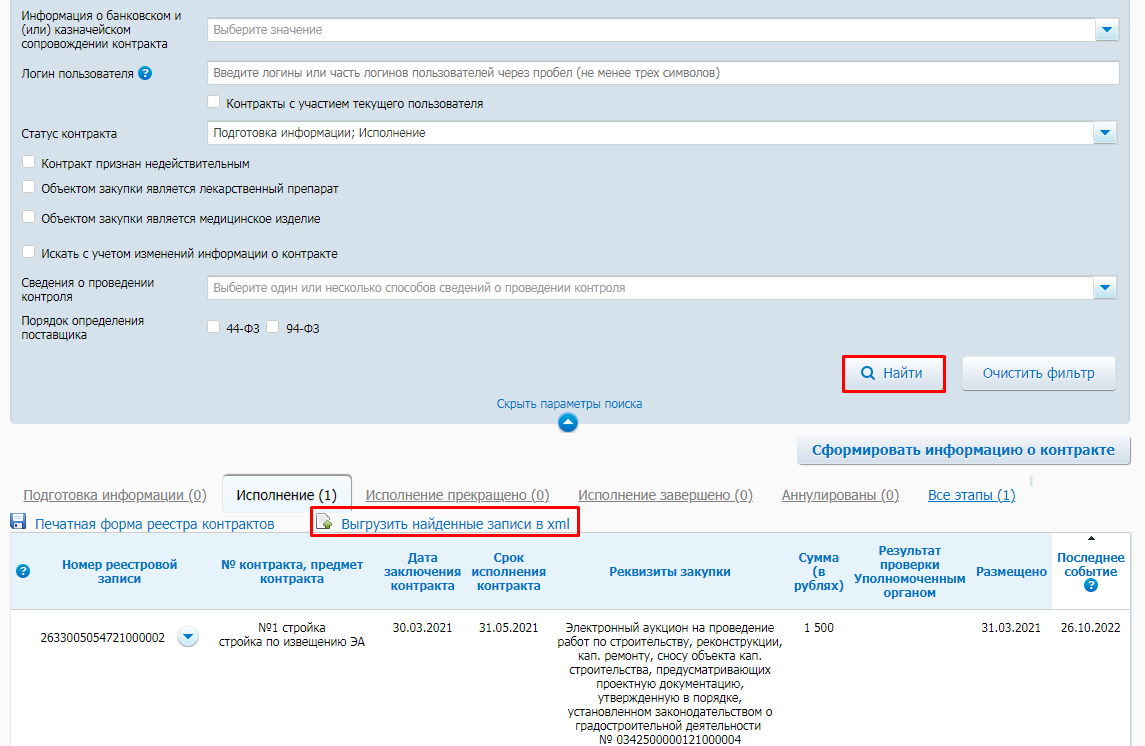 Информация о банковском и
(или) казначейском
сопровождении контракта
Выберите значение
Логин пользователя ?
Введите логины или часть логинов пользователей через пробел (не менее трех символов)
Контракты с участием текущего пользователя
Статус контракта
Подготовка информации; Исполнение
Контракт признан недействительным
Объектом закупки является лекарственный препарат
Объектом закупки является медицинское изделие
Искать с учетом изменений информации о контракте
Сведения о проведении
контроля
Выберите один или несколько способов сведений о проведении контроля
Порядок определения
поставщика
44-ФЗ 94-ФЗ
Найти
Очистить фильтр
Скрыть параметры поиска
Сформировать информацию о контракте
Подготовка информации (0) Исполнение (1) Исполнение прекращено (0) Исполнение завершено (0) Аннулированы (0) Все этапы (1)
Печатная форма реестра контрактов Выгрузить найденные записи в xml
?
Номер реестровой
записи
№ контракта, предмет
контракта
Дата
заключения
контракта
Срок
исполнения
контракта
Реквизиты закупки
Сумма
(в
рублях)
Результат
проверки
Уполномоченным
органом
Размещено
Последнее
событие
?
2633005054721000002
№1 стройка
стройка по извещению ЭА
30.03.2021
31.05.2021
Электронный аукцион на проведение
работ по строительству, реконструкции,
кап. ремонту, сносу объекта кап.
строительства, предусматривающих
проектную документацию,
утвержденную в порядке,
установленном законодательством о
градостроительной деятельности
№ 0342500000121000004
1 500
31.03.2021
26.10.2022